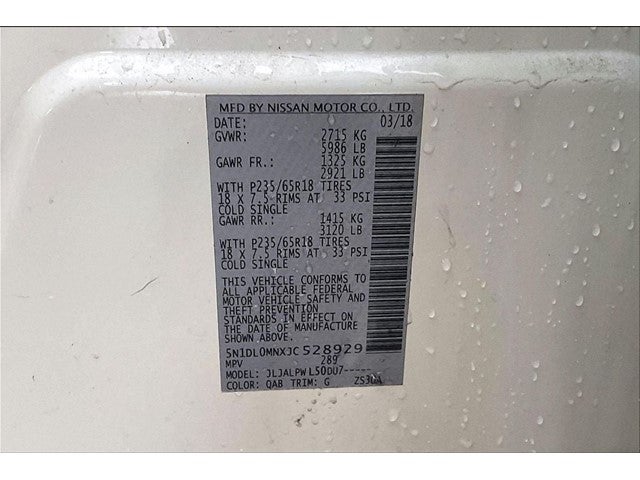 MFD BY NISSAN MOTOR CO., LTD.
DATE: 03/18
GVWR: 2715 KG
5986 LB
GAWR FR.: 1325 KG
2921 LB
WITH P235/65R18 TIRES
18 X 7.5 RIMS AT 33 PSI
COLD SINGLE
GAWR RR.: 1415 KG
3120 LB
WITH P235/65R18 TIRES
18 X 7.5 RIMS AT 33 PSI
COLD SINGLE
THIS VEHICLE CONFORMS TO
ALL APPLICABLE FEDERAL
MOTOR VEHICLE SAFETY AND
THEFT PREVENTION
STANDARDS IN EFFECT ON
THE DATE OF MANUFACTURE
SHOWN ABOVE.
5N1DL0MNXJC528929
MPV 289
MODEL: JLJALPWL50DU7-----
COLOR: QAB TRIM: G